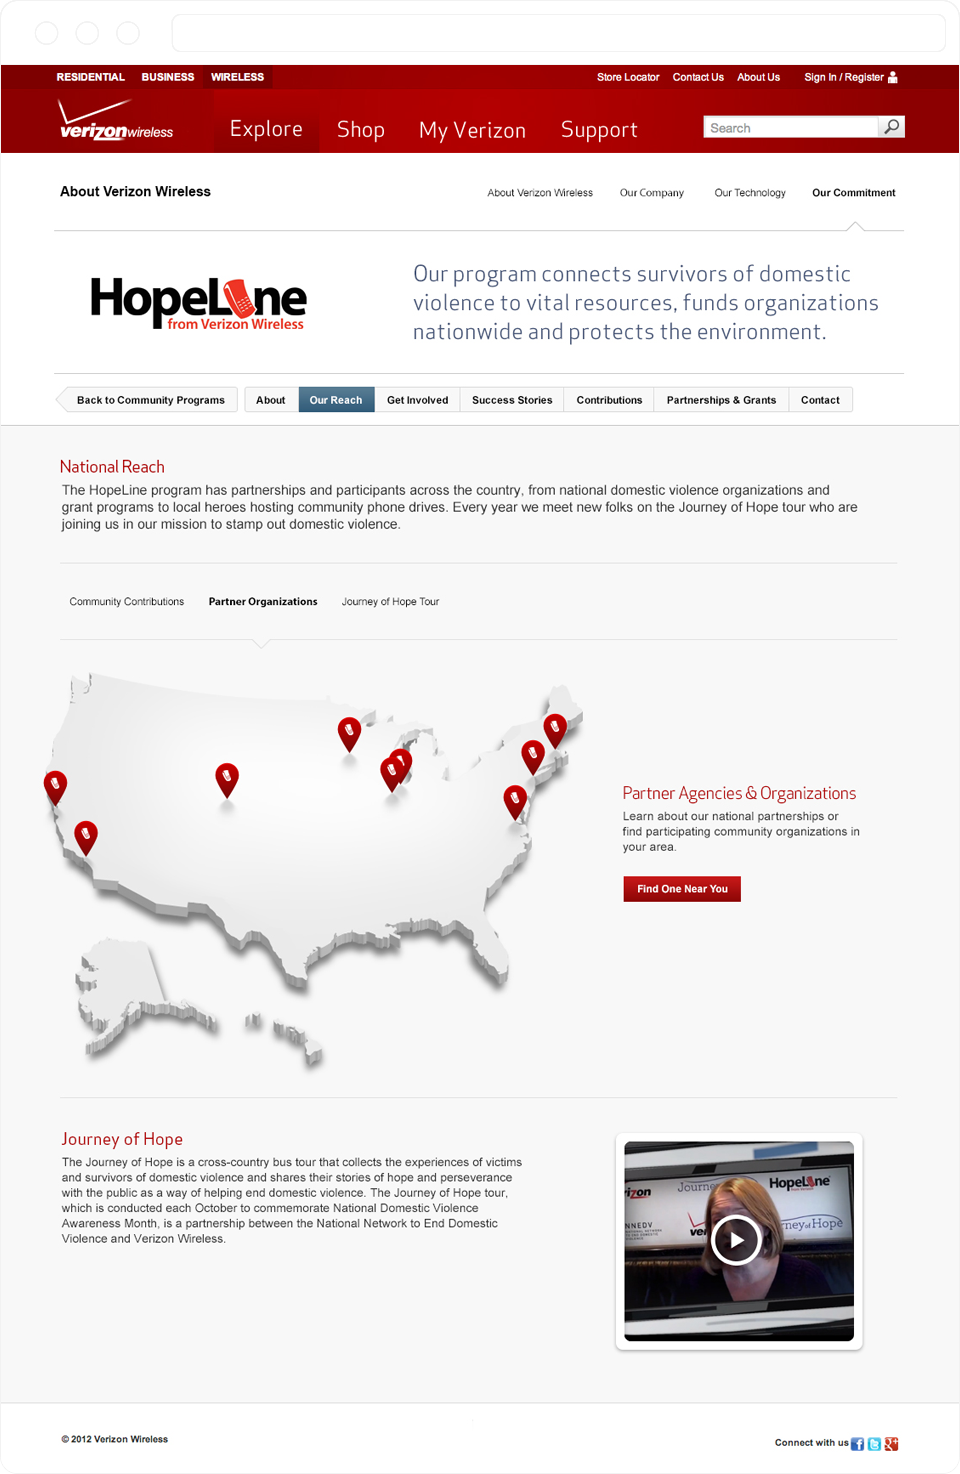 RESIDENTIAL BUSINESS WIRELESS Store Locator Contact Us About Us Sign In / Register
verizonwireless Explore Shop My Verizon Support Search
About Verizon Wireless About Verizon Wireless Our Company Our Technology Our Commitment
HopeLine
from Verizon Wireless
Our program connects survivors of domestic
violence to vital resources, funds organizations
nationwide and protects the environment.
Back to Community Programs About Our Reach Get Involved Success Stories Contributions Partnerships & Grants Contact
National Reach
The HopeLine program has partnerships and participants across the country, from national domestic violence organizations and
grant programs to local heroes hosting community phone drives. Every year we meet new folks on the Journey of Hope tour who are
joining us in our mission to stamp out domestic violence.
Community Contributions Partner Organizations Journey of Hope Tour
Partner Agencies & Organizations
Learn about our national partnerships or
find participating community organizations in
your area.
Find One Near You
Journey of Hope
The Journey of Hope is a cross-country bus tour that collects the experiences of victims
and survivors of domestic violence and shares their stories of hope and perseverance
with the public as a way of helping end domestic violence. The Journey of Hope tour,
which is conducted each October to commemorate National Domestic Violence
Awareness Month, is a partnership between the National Network to End Domestic
Violence and Verizon Wireless.
rizon Journe HopeLine
NNEDV ver rney of Hope
© 2012 Verizon Wireless
Connect with us